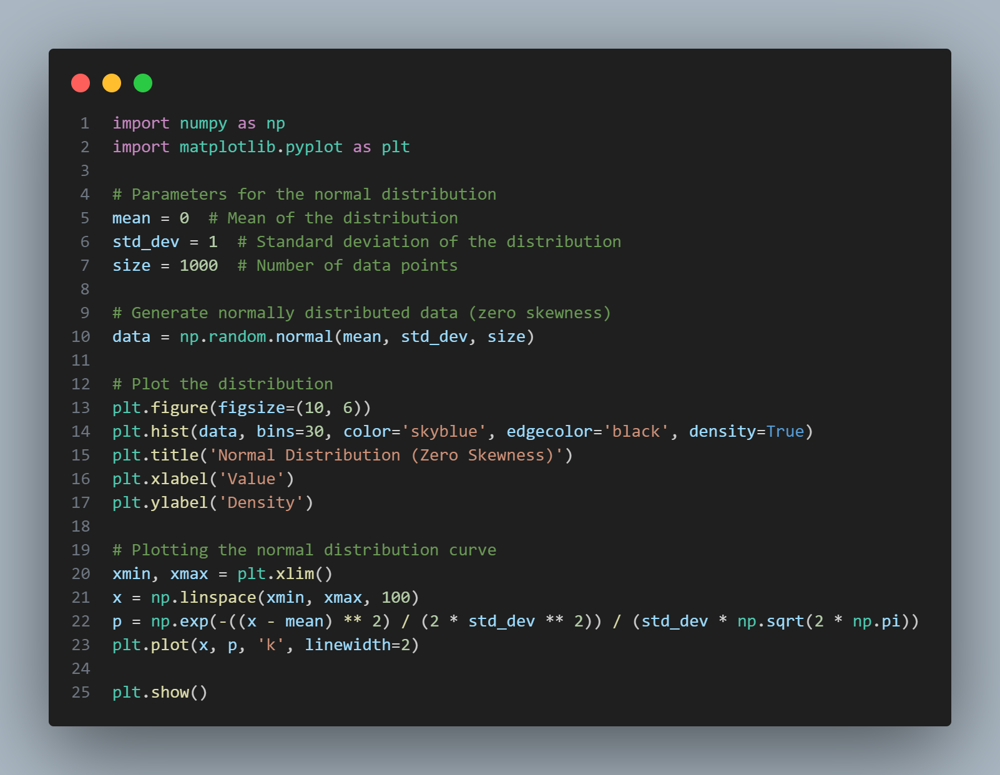 1 import numpy as np
2 import matplotlib.pyplot as plt
3
4 # Parameters for the normal distribution
5 mean = 0  # Mean of the distribution
6 std_dev = 1  # Standard deviation of the distribution
7 size = 1000  # Number of data points
8
9 # Generate normally distributed data (zero skewness)
10 data = np.random.normal(mean, std_dev, size)
11
12 # Plot the distribution
13 plt.figure(figsize=(10, 6))
14 plt.hist(data, bins=30, color='skyblue', edgecolor='black', density=True)
15 plt.title('Normal Distribution (Zero Skewness)')
16 plt.xlabel('Value')
17 plt.ylabel('Density')
18
19 # Plotting the normal distribution curve
20 xmin, xmax = plt.xlim()
21 x = np.linspace(xmin, xmax, 100)
22 p = np.exp(-((x - mean) ** 2) / (2 * std_dev ** 2)) / (std_dev * np.sqrt(2 * np.pi))
23 plt.plot(x, p, 'k', linewidth=2)
24
25 plt.show()